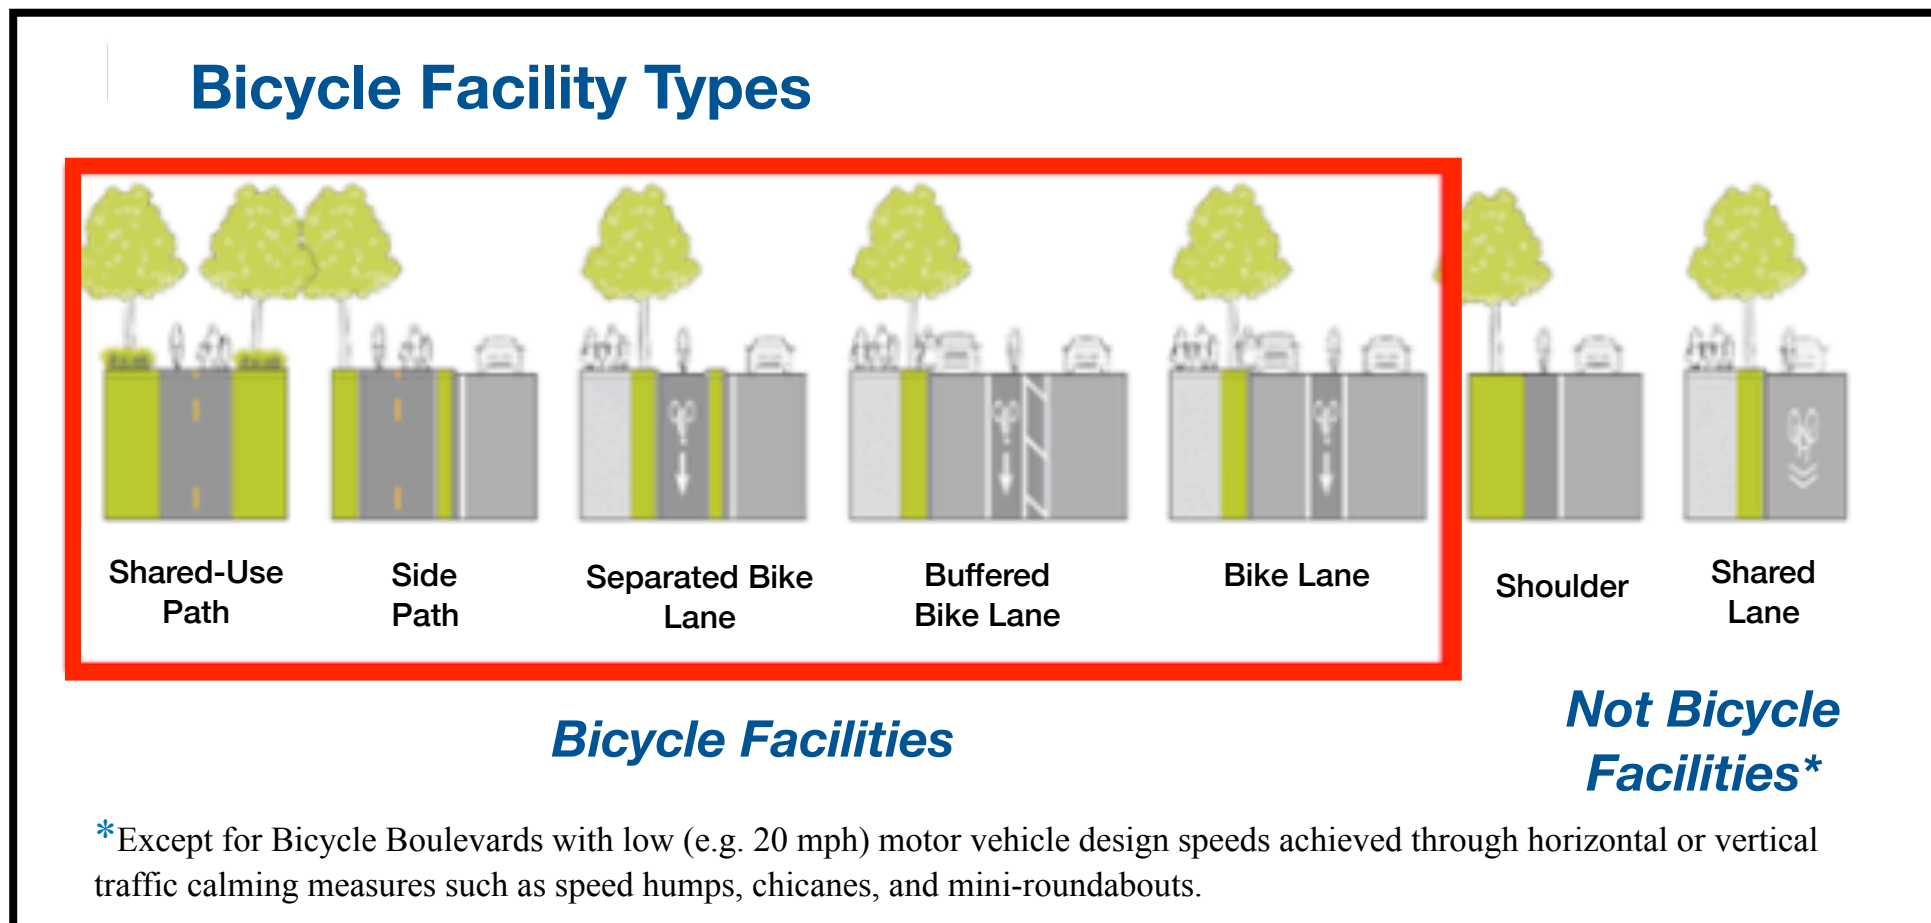 Bicycle Facility Types
Shared-Use
Path
Side
Path
Separated Bike
Lane
Buffered
Bike Lane
Bike Lane
Shoulder
Shared
Lane
Bicycle Facilities
Not Bicycle
Facilities*
*Except for Bicycle Boulevards with low (e.g. 20 mph) motor vehicle design speeds achieved through horizontal or vertical
traffic calming measures such as speed humps, chicanes, and mini-roundabouts.